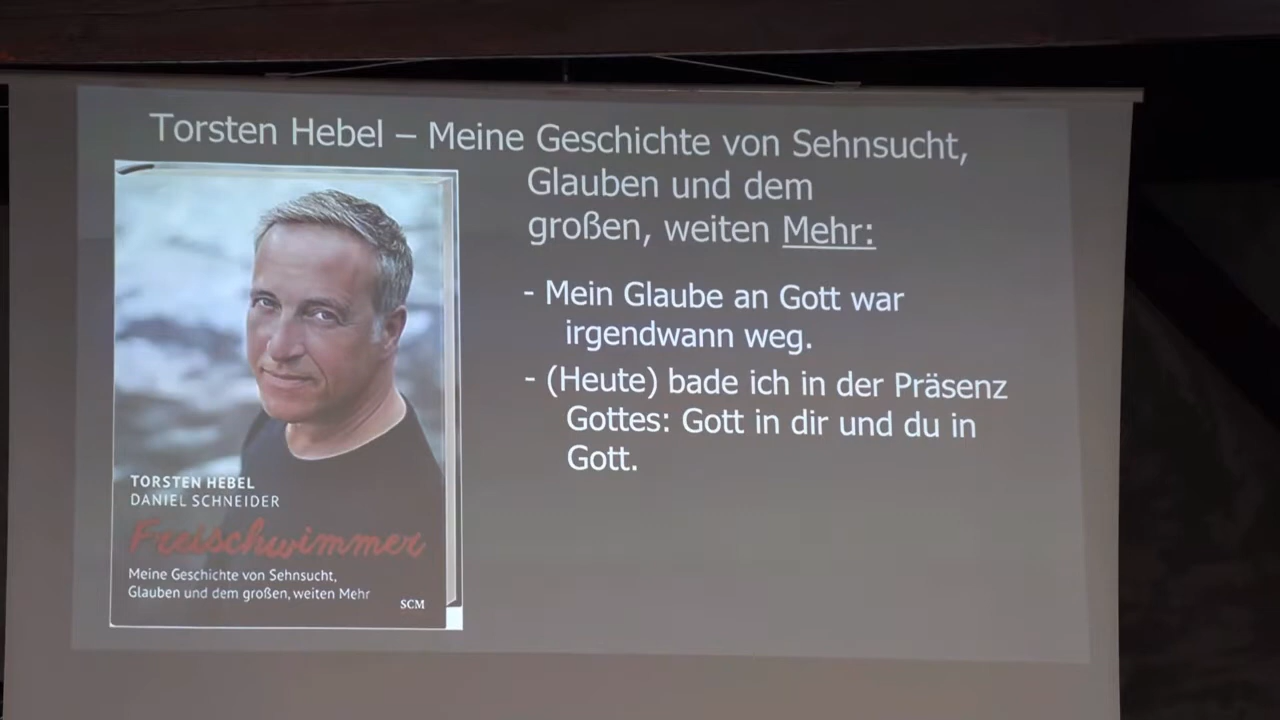 Torsten Hebel – Meine Geschichte von Sehnsucht,
Glauben und dem
großen, weiten Mehr:
- Mein Glaube an Gott war
irgendwann weg.
- (Heute) bade ich in der Präsenz
Gottes: Gott in dir und du in
Gott.
TORSTEN HEBEL
DANIEL SCHNEIDER
Freischwimmer
Meine Geschichte von Sehnsucht,
Glauben und dem großen, weiten Mehr
SCM